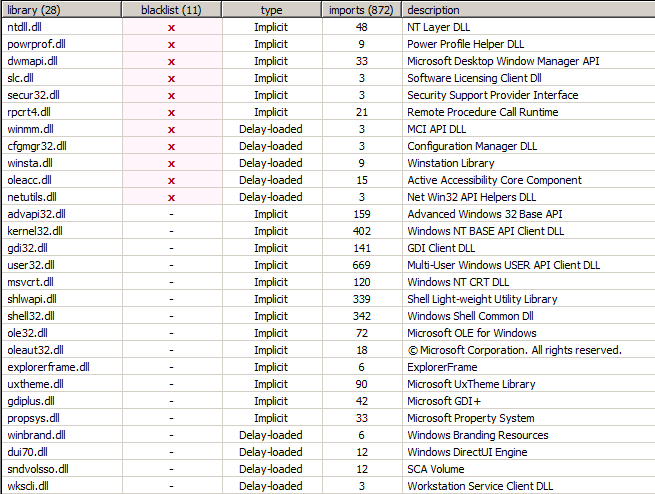 library (28) blacklist (11) type imports (872) description
ntdll.dll x Implicit 48 NT Layer DLL
powrprof.dll x Implicit 9 Power Profile Helper DLL
dwmapi.dll x Implicit 33 Microsoft Desktop Window Manager API
slc.dll x Implicit 3 Software Licensing Client Dll
secur32.dll x Implicit 3 Security Support Provider Interface
rpcrt4.dll x Implicit 21 Remote Procedure Call Runtime
winmm.dll x Delay-loaded 3 MCI API DLL
cfgmgr32.dll x Delay-loaded 3 Configuration Manager DLL
winsta.dll x Delay-loaded 9 Winstation Library
oleacc.dll x Delay-loaded 15 Active Accessibility Core Component
netutils.dll x Delay-loaded 3 Net Win32 API Helpers DLL
advapi32.dll - Implicit 159 Advanced Windows 32 Base API
kernel32.dll - Implicit 402 Windows NT BASE API Client DLL
gdi32.dll - Implicit 141 GDI Client DLL
user32.dll - Implicit 669 Multi-User Windows USER API Client DLL
msvcrt.dll - Implicit 120 Windows NT CRT DLL
shlwapi.dll - Implicit 339 Shell Light-weight Utility Library
shell32.dll - Implicit 342 Windows Shell Common Dll
ole32.dll - Implicit 72 Microsoft OLE for Windows
oleaut32.dll - Implicit 18 © Microsoft Corporation. All rights reserved.
explorerframe.dll - Implicit 6 ExplorerFrame
uxtheme.dll - Implicit 90 Microsoft UxTheme Library
gdiplus.dll - Implicit 42 Microsoft GDI+
propsys.dll - Implicit 33 Microsoft Property System
winbrand.dll - Delay-loaded 6 Windows Branding Resources
dui70.dll - Delay-loaded 12 Windows DirectUI Engine
sndvolsso.dll - Delay-loaded 12 SCA Volume
wkscli.dll - Delay-loaded 3 Workstation Service Client DLL